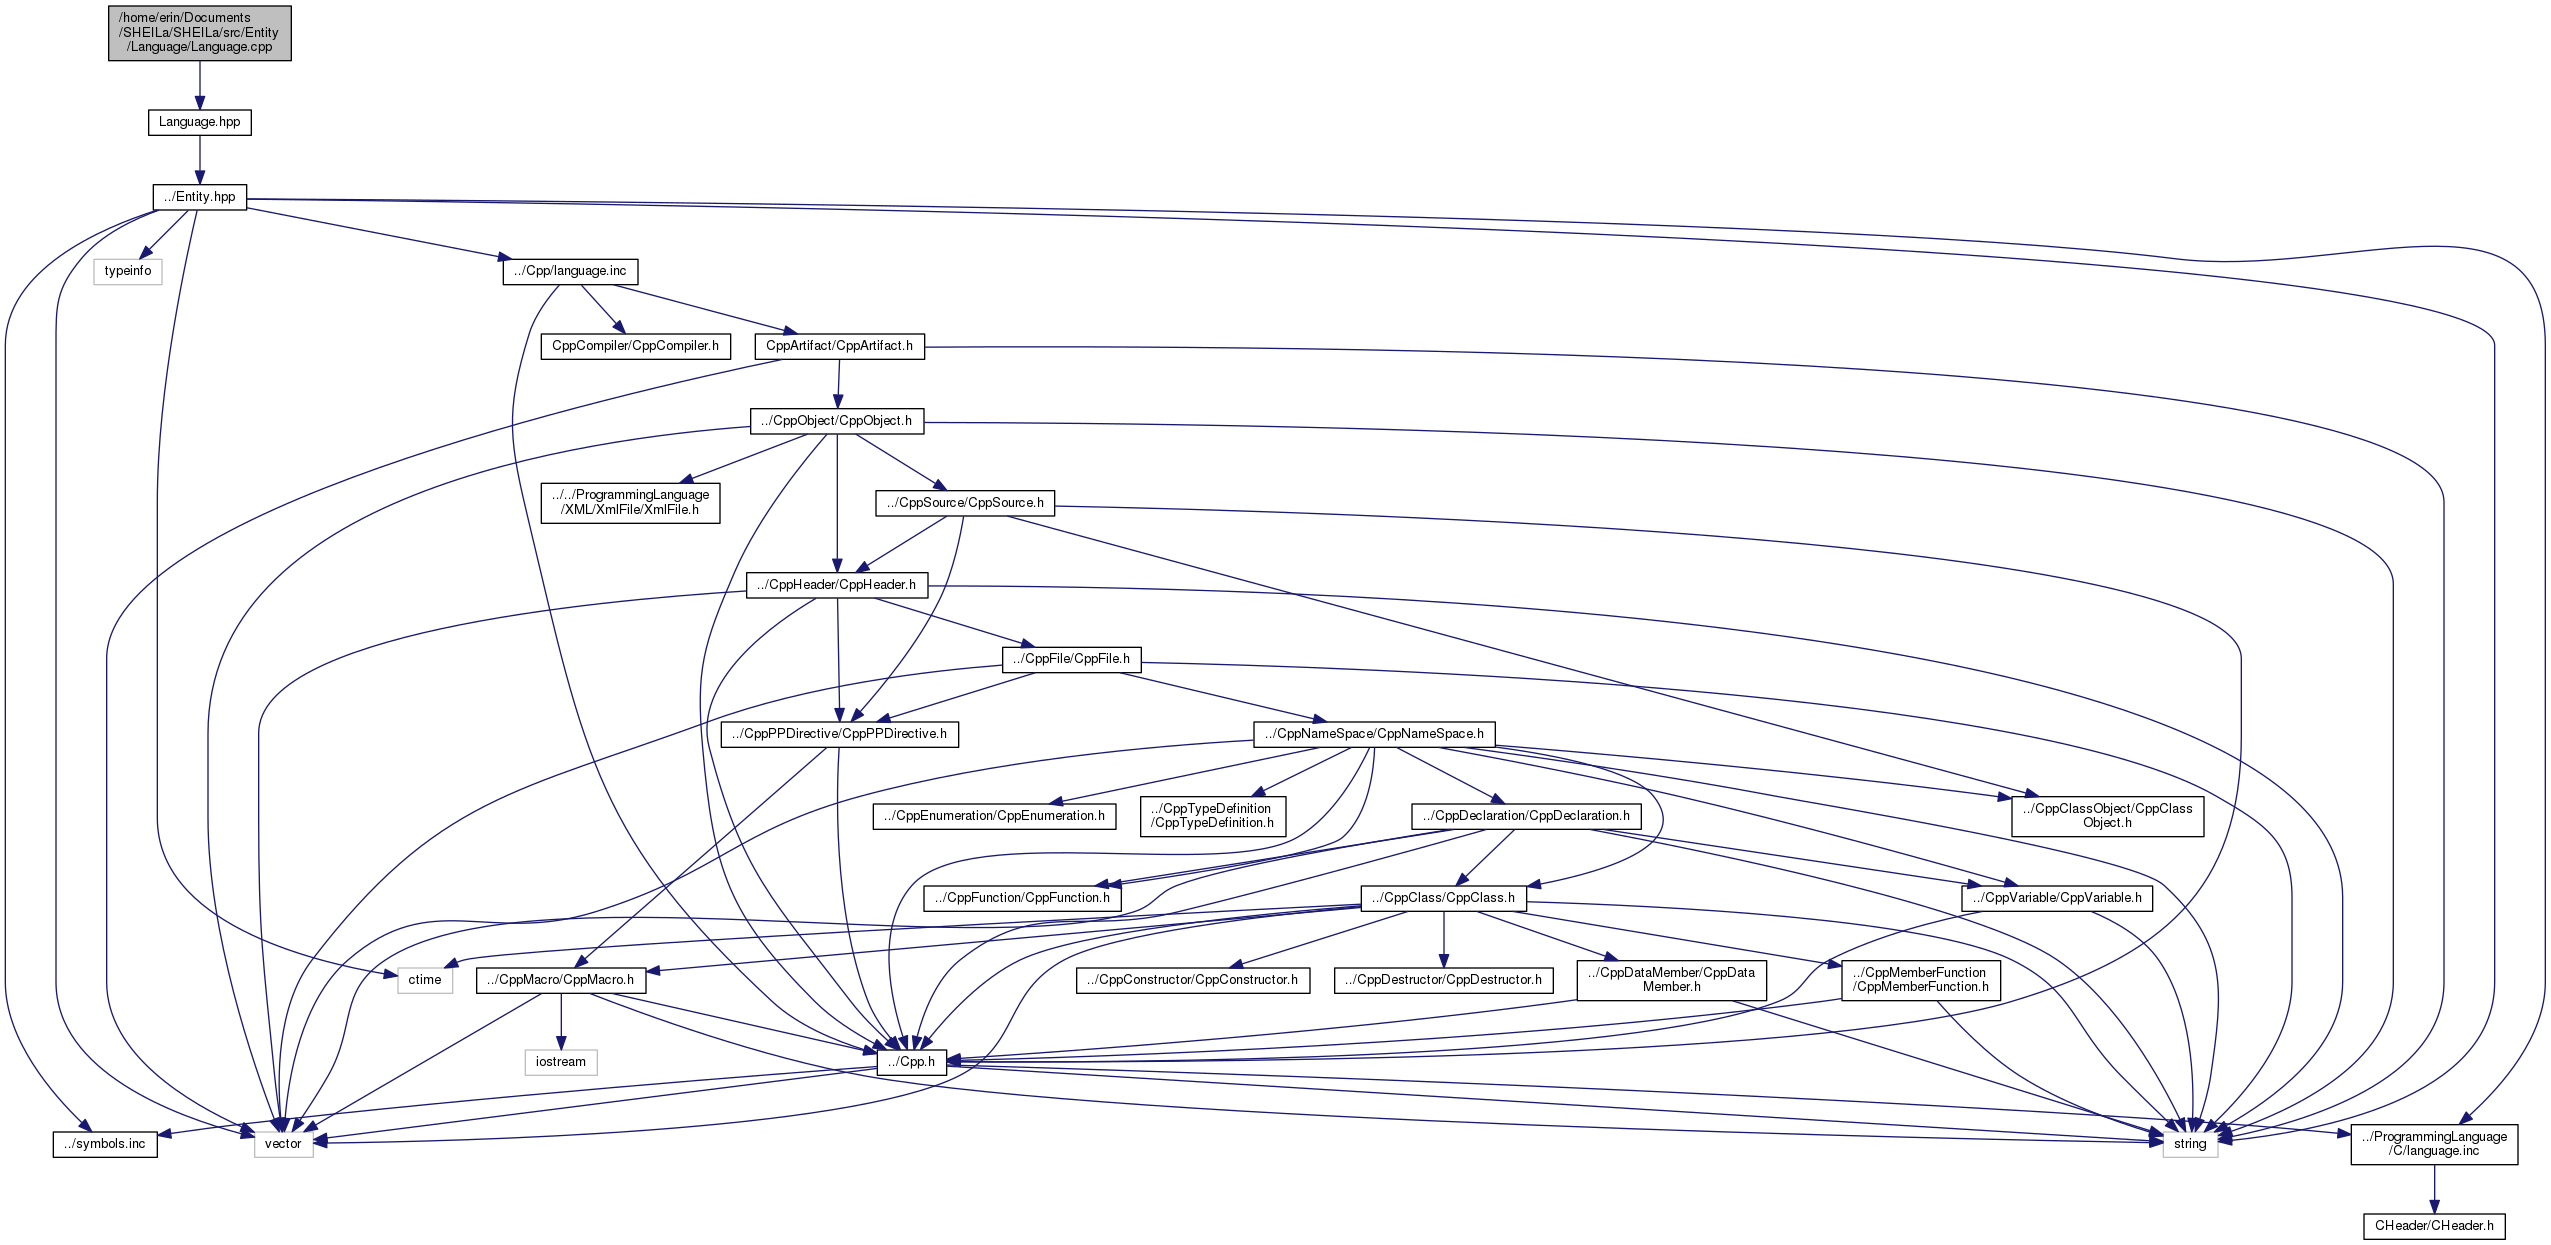 /home/erin/Documents
/SHEILa/SHEILa/src/Entity
/Language/Language.cpp
Language.hpp
../Entity.hpp
typeinfo
../Cpp/language.inc
CppCompiler/CppCompiler.h
CppArtifact/CppArtifact.h
../CppObject/CppObject.h
../../ProgrammingLanguage
/XML/XmlFile/XmlFile.h
../CppSource/CppSource.h
../CppHeader/CppHeader.h
../CppFile/CppFile.h
../CppPPDirective/CppPPDirective.h
../CppNameSpace/CppNameSpace.h
../CppEnumeration/CppEnumeration.h
../CppTypeDefinition
/CppTypeDefinition.h
../CppDeclaration/CppDeclaration.h
../CppClassObject/CppClass
Object.h
../CppFunction/CppFunction.h
../CppClass/CppClass.h
../CppVariable/CppVariable.h
ctime
../CppMacro/CppMacro.h
../CppConstructor/CppConstructor.h
../CppDestructor/CppDestructor.h
../CppDataMember/CppData
Member.h
../CppMemberFunction
/CppMemberFunction.h
iostream
../Cpp.h
../symbols.inc
vector
string
../ProgrammingLanguage
/C/language.inc
CHeader/CHeader.h